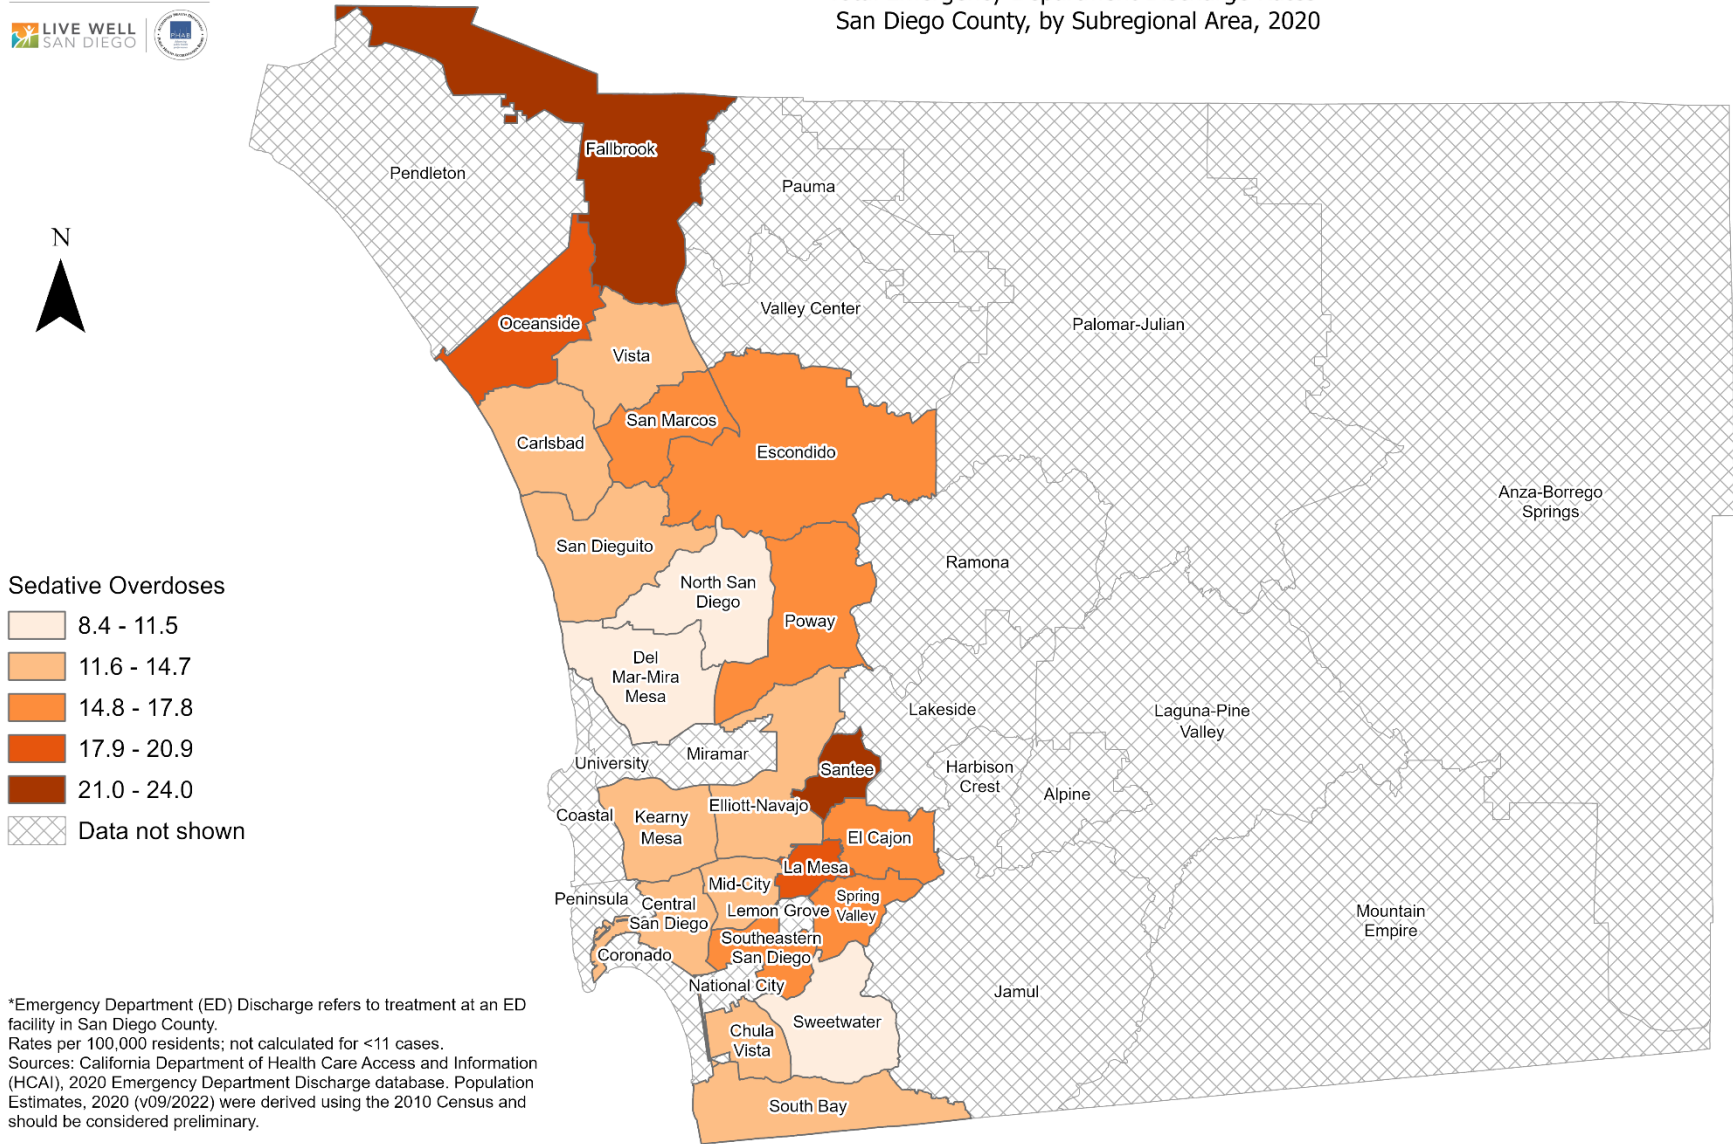 LIVE WELL
SAN DIEGO
PHAB
San Diego County, by Subregional Area, 2020
N
Fallbrook
Pendleton
Pauma
Oceanside
Valley Center
Palomar-Julian
Vista
San Marcos
Carlsbad
Escondido
Anza-Borrego
Springs
San Dieguito
Ramona
North San
Diego
Poway
Del
Mar-Mira
Mesa
Lakeside
Laguna-Pine
Valley
Miramar
University
Santee
Harbison
Crest
Alpine
Coastal
Kearny
Mesa
Elliott-Navajo
El Cajon
La Mesa
Mid-City
Peninsula
Central
San Diego
Lemon Grove
Spring
Valley
Mountain
Empire
Southeastern
San Diego
Coronado
National City
Jamul
Sweetwater
Chula
Vista
South Bay
Sedative Overdoses
8.4 - 11.5
11.6 - 14.7
14.8 - 17.8
17.9 - 20.9
21.0 - 24.0
Data not shown
*Emergency Department (ED) Discharge refers to treatment at an ED
facility in San Diego County.
Rates per 100,000 residents; not calculated for <11 cases.
Sources: California Department of Health Care Access and Information
(HCAI), 2020 Emergency Department Discharge database. Population
Estimates, 2020 (v09/2022) were derived using the 2010 Census and
should be considered preliminary.